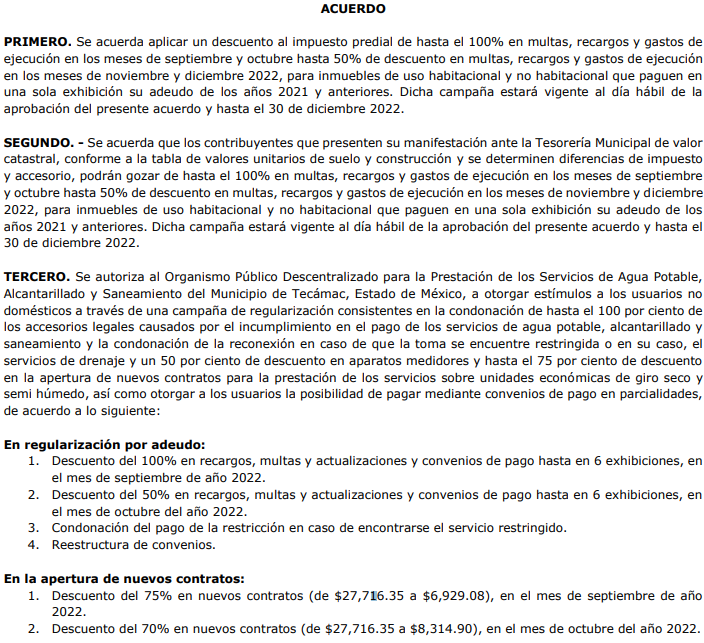 ACUERDO
PRIMERO. Se acuerda aplicar un descuento al impuesto predial de hasta el 100% en multas, recargos y gastos de
ejecución en los meses de septiembre y octubre hasta 50% de descuento en multas, recargos y gastos de ejecución
en los meses de noviembre y diciembre 2022, para inmuebles de uso habitacional y no habitacional que paguen en
una sola exhibición su adeudo de los años 2021 y anteriores. Dicha campaña estará vigente al día hábil de la
aprobación del presente acuerdo y hasta el 30 de diciembre 2022.
SEGUNDO. - Se acuerda que los contribuyentes que presenten su manifestación ante la Tesorería Municipal de valor
catastral, conforme a la tabla de valores unitarios de suelo y construcción y se determinen diferencias de impuesto
y accesorio, podrán gozar de hasta el 100% en multas, recargos y gastos de ejecución en los meses de septiembre
y octubre hasta 50% de descuento en multas, recargos y gastos de ejecución en los meses de noviembre y diciembre
2022, para inmuebles de uso habitacional y no habitacional que paguen en una sola exhibición su adeudo de los
años 2021 y anteriores. Dicha campaña estará vigente al día hábil de la aprobación del presente acuerdo y hasta el
30 de diciembre 2022.
TERCERO. Se autoriza al Organismo Público Descentralizado para la Prestación de los Servicios de Agua Potable,
Alcantarillado y Saneamiento del Municipio de Tecámac, Estado de México, a otorgar estímulos a los usuarios no
domésticos a través de una campaña de regularización consistentes en la condonación de hasta el 100 por ciento de
los accesorios legales causados por el incumplimiento en el pago de los servicios de agua potable, alcantarillado y
saneamiento y la condonación de la reconexión en caso de que la toma se encuentre restringida o en su caso, el
servicios de drenaje y un 50 por ciento de descuento en aparatos medidores y hasta el 75 por ciento de descuento
en la apertura de nuevos contratos para la prestación de los servicios sobre unidades económicas de giro seco y
semi húmedo, así como otorgar a los usuarios la posibilidad de pagar mediante convenios de pago en parcialidades,
de acuerdo a lo siguiente:
En regularización por adeudo:
1. Descuento del 100% en recargos, multas y actualizaciones y convenios de pago hasta en 6 exhibiciones, en
el mes de septiembre de año 2022.
2. Descuento del 50% en recargos, multas y actualizaciones y convenios de pago hasta en 6 exhibiciones, en
el mes de octubre del año 2022.
3. Condonación del pago de la restricción en caso de encontrarse el servicio restringido.
4. Reestructura de convenios.
En la apertura de nuevos contratos:
1. Descuento del 75% en nuevos contratos (de $27,716.35 a $6,929.08), en el mes de septiembre de año
2022.
2. Descuento del 70% en nuevos contratos (de $27,716.35 a $8,314.90), en el mes de octubre del año 2022.